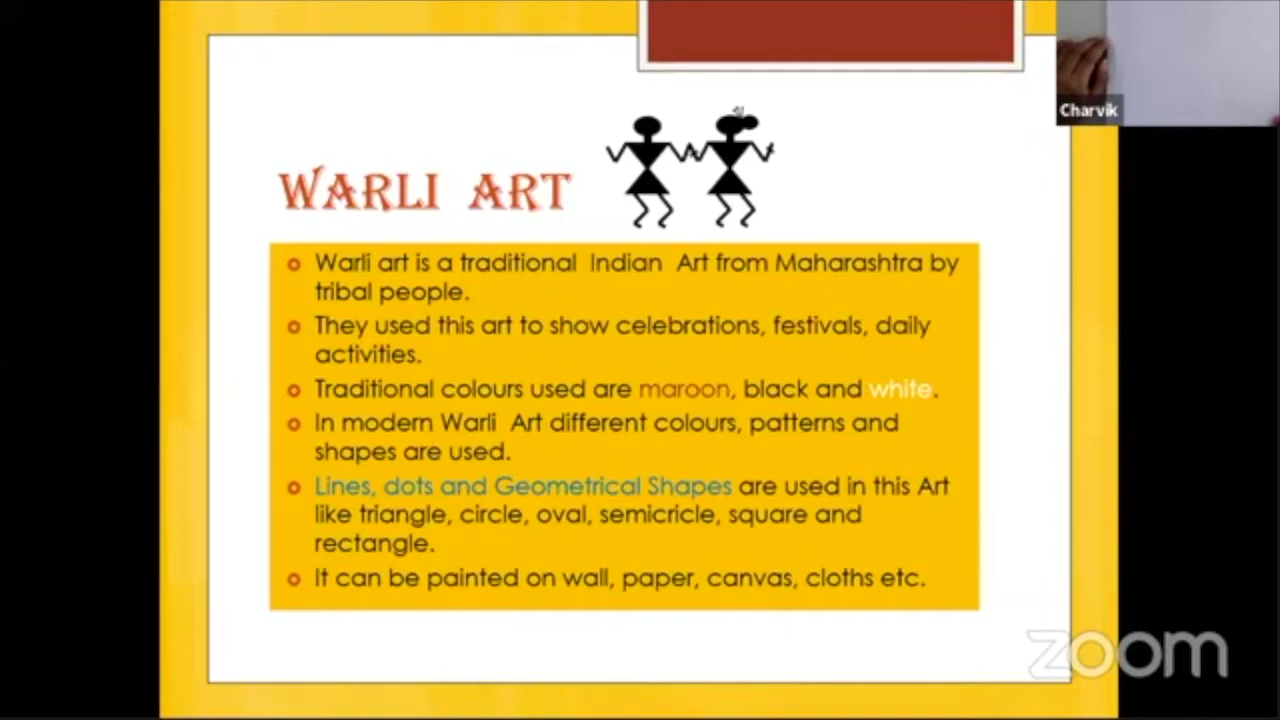 Charvik
WARLI ART
Warli art is a traditional Indian Art from Maharashtra by
tribal people.
They used this art to show celebrations, festivals, daily
activities.
Traditional colours used are maroon, black and white.
In modern Warli Art different colours, patterns and
shapes are used.
Lines, dots and Geometrical Shapes are used in this Art
like triangle, circle, oval, semicricle, square and
rectangle.
It can be painted on wall, paper, canvas, cloths etc.
zoom